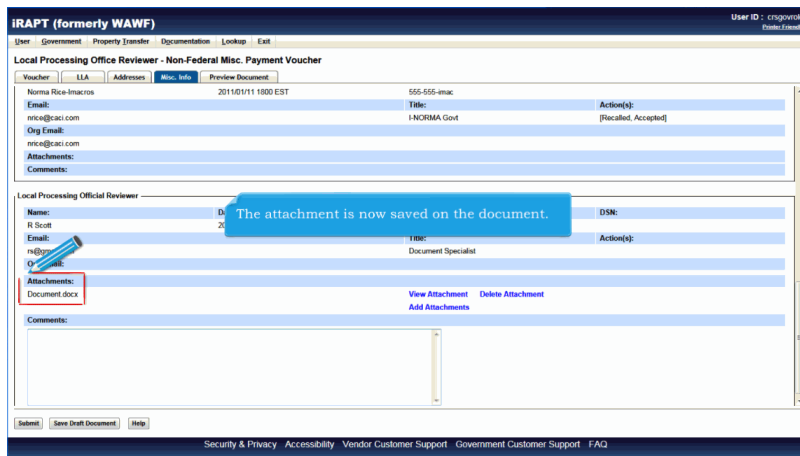 iRAPT (formerly WAWF)
User ID : crsgovrol
Printer Friendl
User Government Property Transfer Documentation Lookup Exit
Local Processing Office Reviewer - Non-Federal Misc. Payment Voucher
Voucher LLA Addresses Misc. Info Preview Document
Norma Rice-Imacros 2011/01/11 1800 EST 555-555-imac
Email: Title: Action(s):
nrice@caci.com I-NORMA Govt [Recalled, Accepted]
Org Email:
nrice@caci.com
Attachments:
Comments:
Local Processing Official Reviewer
Name: DSN:
The attachment is now saved on the document.
R Scott
Email: Title: Action(s):
Document Specialist
Attachments:
Document.docx View Attachment Delete Attachment
Add Attachments
Comments:
Submit Save Draft Document Help
Security & Privacy Accessibility Vendor Customer Support Government Customer Support FAQ